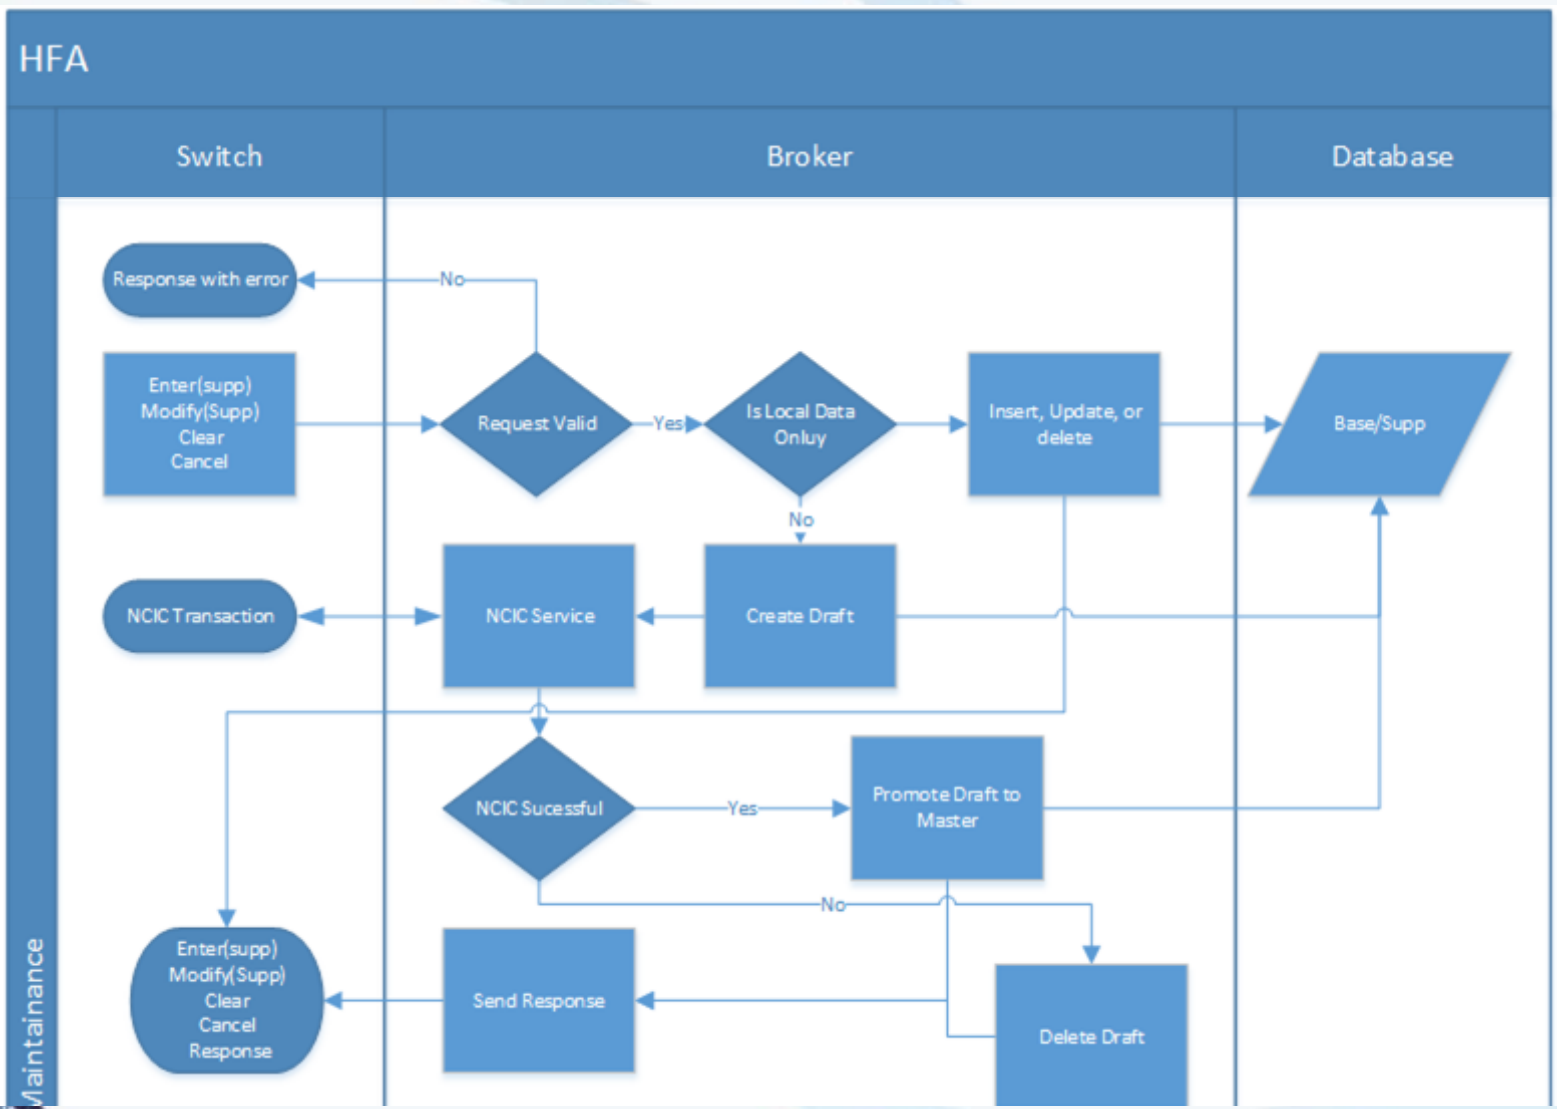 HFA
Switch
Broker
Database
Response with error
No
Enter(supp)
Modify(Supp)
Clear
Cancel
Request Valid
Yes
Is Local Data
Onluy
Insert, Update, or
delete
Base/Supp
No
NCIC Transaction
NCIC Service
Create Draft
NCIC Sucessful
Yes
Promote Draft to
Master
No
Enter(supp)
Modify(Supp)
Clear
Cancel
Response
Send Response
Delete Draft
Maintainance